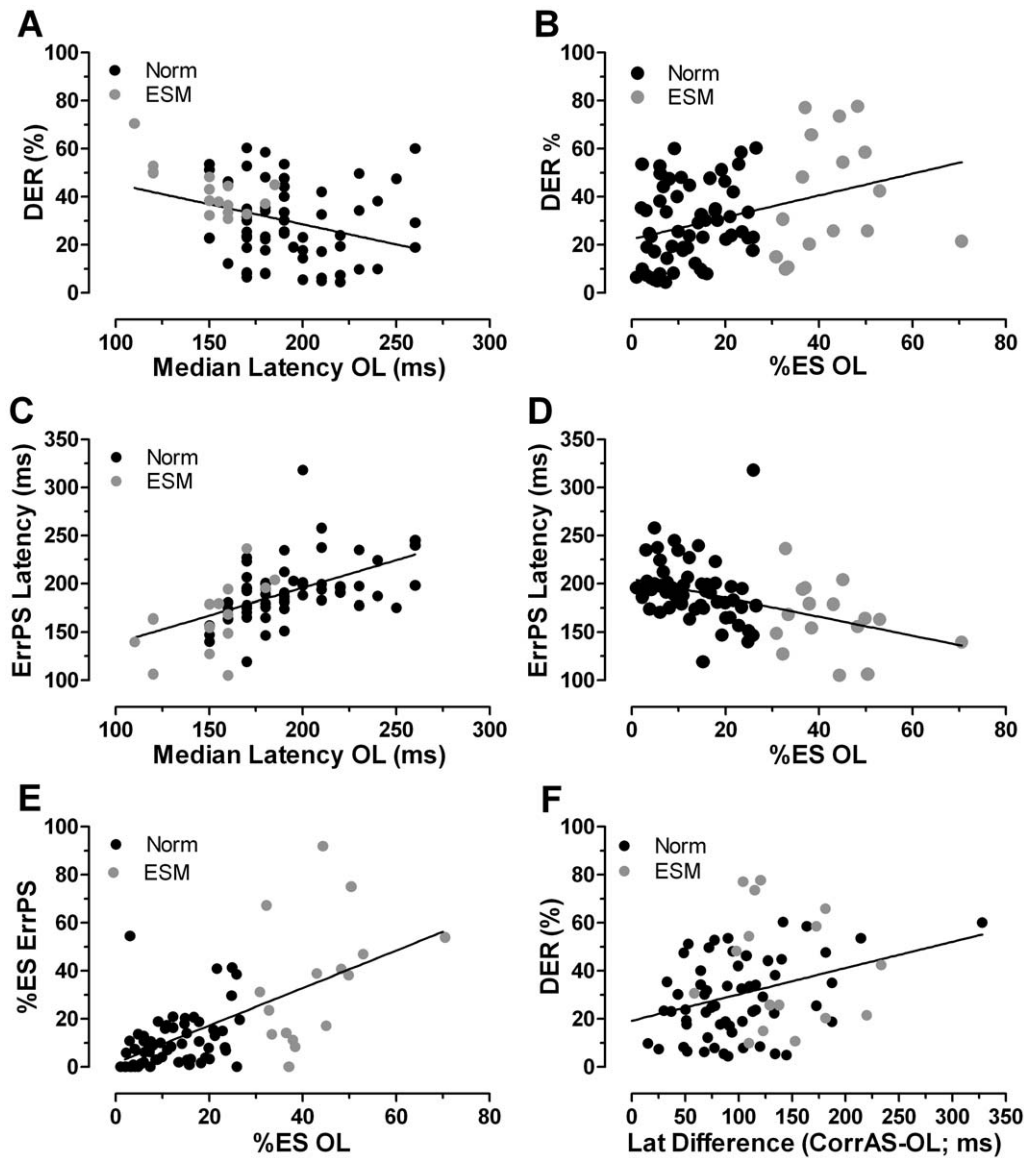 A
DER (%)
100
80
60
40
20
0
Norm
ESM
100
150
200
250
300
Median Latency OL (ms)
B
DER %
100
80
60
40
20
0
Norm
ESM
0
20
40
60
80
%ES OL
C
ErrPS Latency (ms)
350
300
250
200
150
100
Norm
ESM
100
150
200
250
300
Median Latency OL (ms)
D
ErrPS Latency (ms)
350
300
250
200
150
100
0
20
40
60
80
%ES OL
E
%ES ErrPS
100
80
60
40
20
0
Norm
ESM
0
20
40
60
80
%ES OL
F
DER (%)
100
80
60
40
20
0
Norm
ESM
0
50
100
150
200
250
300
350
Lat Difference (CorrAS-OL; ms)